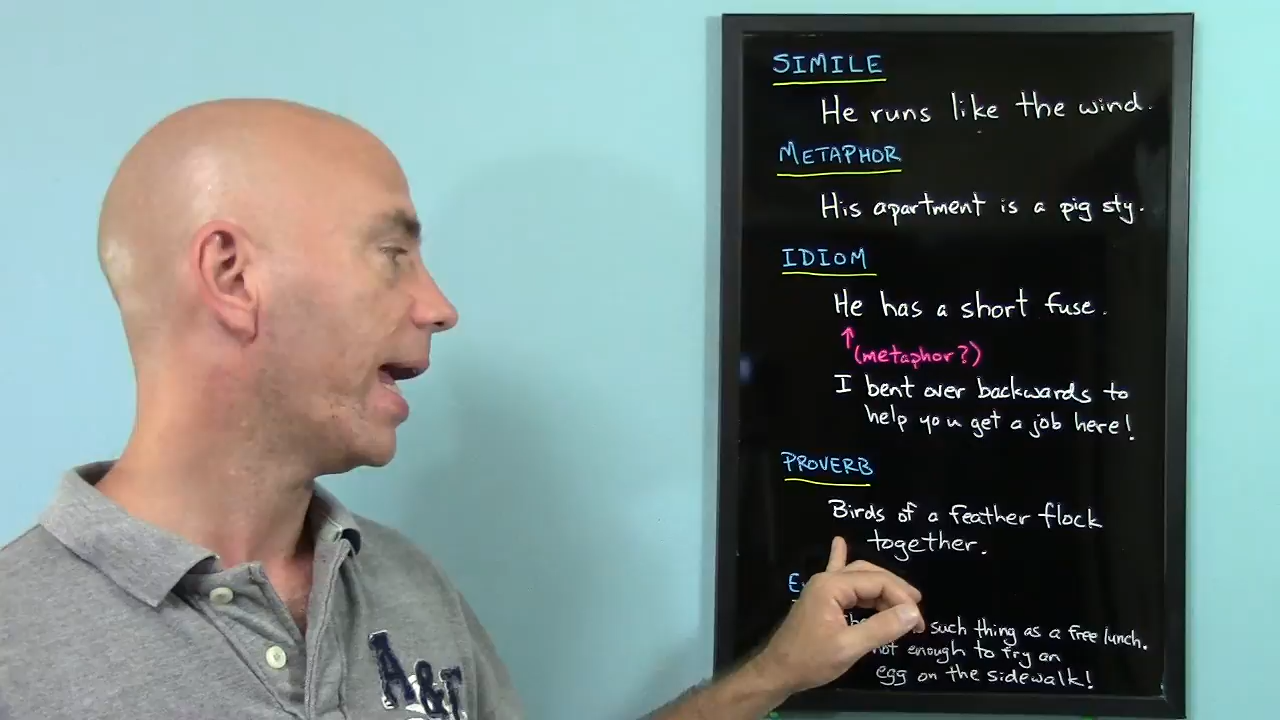 SIMILE
He runs like the wind.
METAPHOR
His apartment is a pig sty.
IDIOM
He has a short fuse.
(metaphor?)
I bent over backwards to
help you get a job here!
PROVERB
Birds of a feather flock
together.
such thing as a free lunch.
enough to fry an
egg on the sidewalk!
A&F